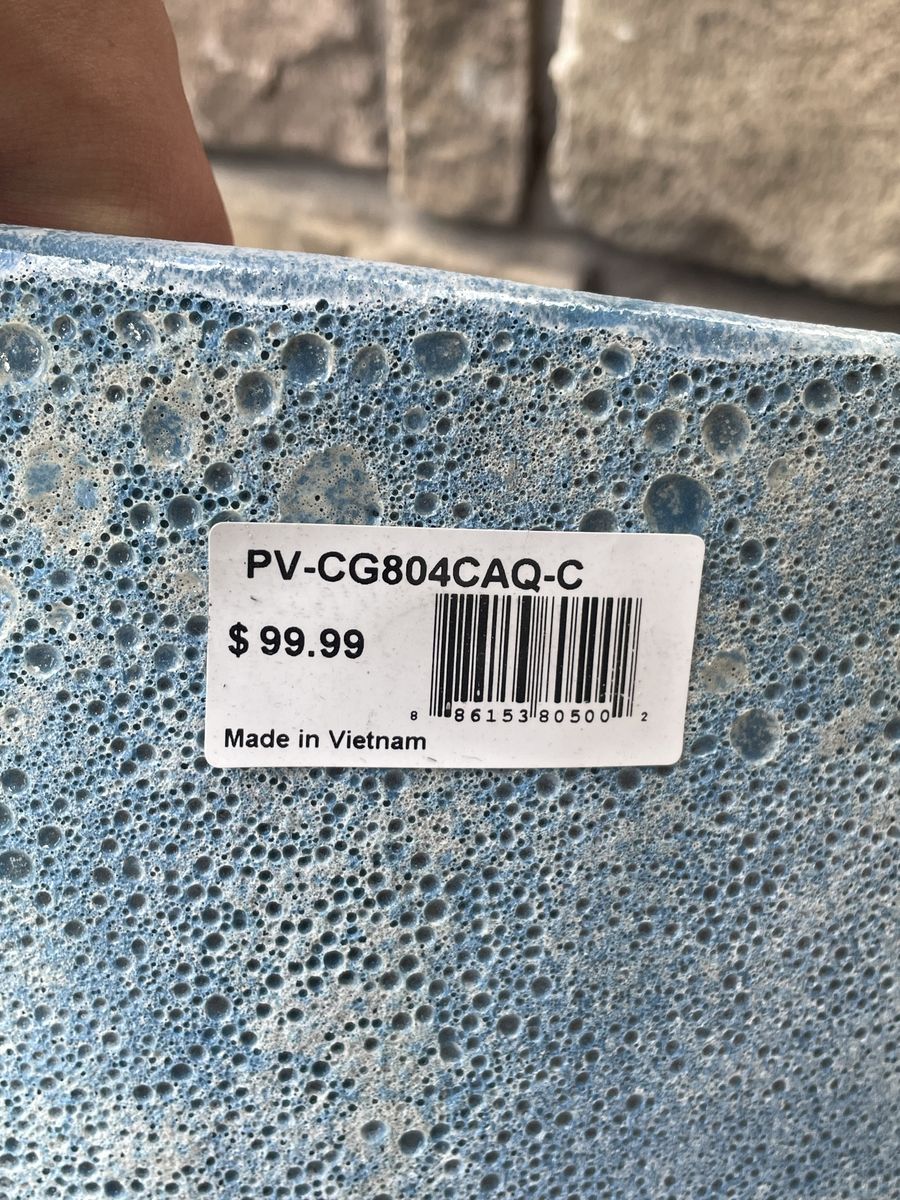 PV-CG804CAQ-C
$ 99.99
8 86153 80500 2
Made in Vietnam